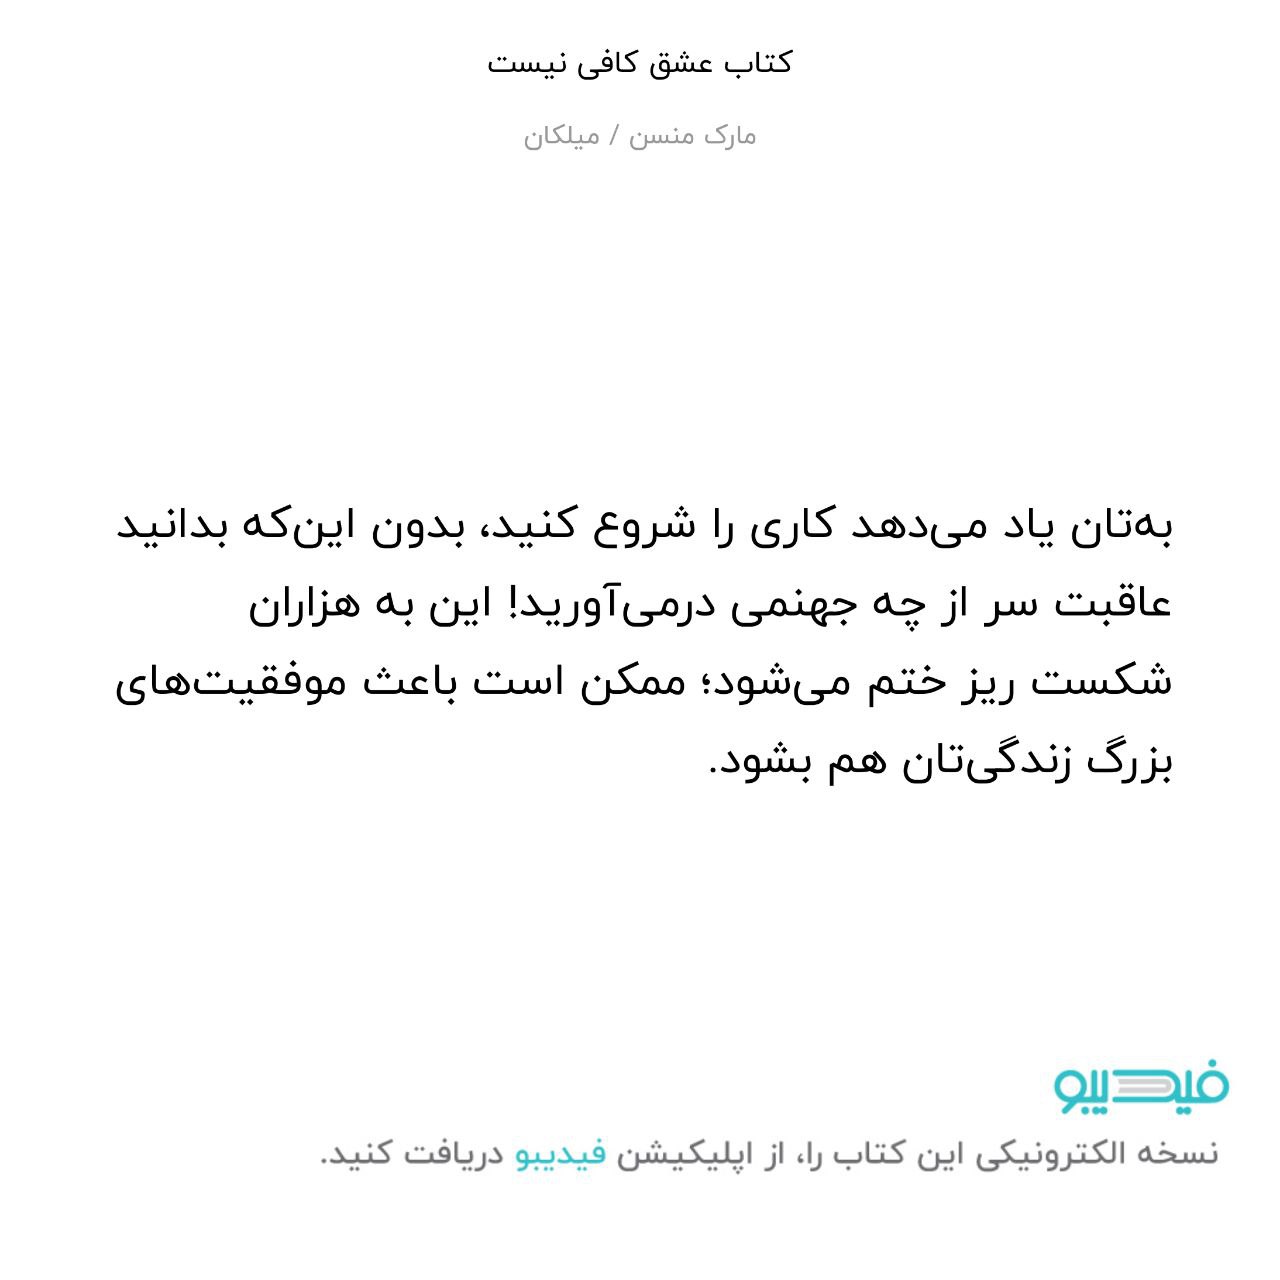 کتاب عشق کافی نیست
مارک منسن / میلکان
به‌تان یاد می‌دهد کاری را شروع کنید، بدون این‌که بدانید
عاقبت سر از چه جهنمی درمی‌آورید! این به هزاران
شکست ریز ختم می‌شود؛ ممکن است باعث موفقیت‌های
بزرگ زندگی‌تان هم بشود.
فیدیبو
نسخه الکترونیکی این کتاب را، از اپلیکیشن فیدیبو دریافت کنید.